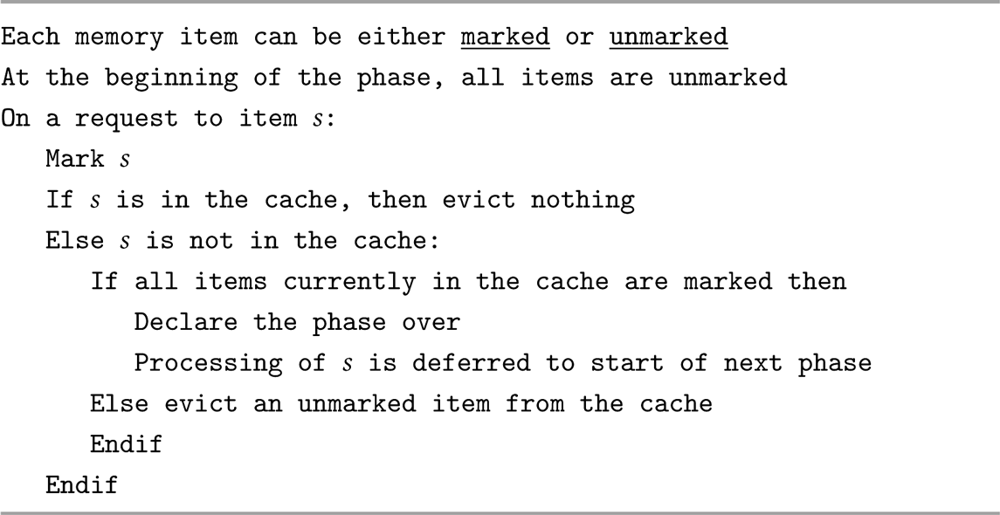 Each memory item can be either marked or unmarked
At the beginning of the phase, all items are unmarked
On a request to item s:
Mark s
If s is in the cache, then evict nothing
Else s is not in the cache:
If all items currently in the cache are marked then
Declare the phase over
Processing of s is deferred to start of next phase
Else evict an unmarked item from the cache
Endif
Endif